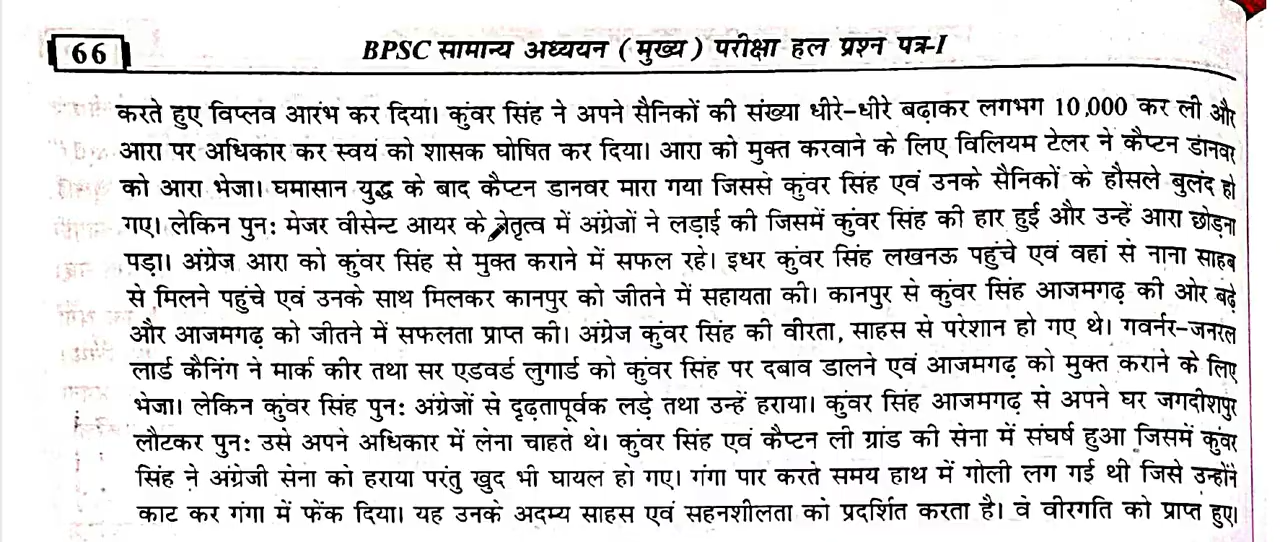 66
BPSC सामान्य अध्ययन ( मुख्य ) परीक्षा हल प्रश्न पत्र-I
करते हुए विप्लव आरंभ कर दिया। कुंवर सिंह ने अपने सैनिकों की संख्या धीरे-धीरे बढ़ाकर लगभग 10,000 कर ली और
आरा पर अधिकार कर स्वयं को शासक घोषित कर दिया। आरा को मुक्त करवाने के लिए विलियम टेलर ने कैप्टन डांनवर
को आरा भेजा। घमासान युद्ध के बाद कैप्टन डानवर मारा गया जिससे कुंवर सिंह एवं उनके सैनिकों के हौसले बुलंद हो
गए। लेकिन पुनः मेजर वीसेन्ट आयर के नेतृत्व में अंग्रेजों ने लड़ाई की जिसमें कुंवर सिंह की हार हुई और उन्हें आरा छोड़ना
पड़ा। अंग्रेज आरा को कुंवर सिंह से मुक्त कराने में सफल रहे। इधर कुंवर सिंह लखनऊ पहुंचे एवं वहां से नाना साहब
से मिलने पहुंचे एवं उनके साथ मिलकर कानपुर को जीतने में सहायता की। कानपुर से कुंवर सिंह आजमगढ़ की ओर बढ़े
और आजमगढ़ को जीतने में सफलता प्राप्त की। अंग्रेज कुंवर सिंह की वीरता, साहस से परेशान हो गए थे। गवर्नर-जनरल
लार्ड कैनिंग ने मार्क कीर तथा सर एडवर्ड लुगार्ड को कुंवर सिंह पर दबाव डालने एवं आजमगढ़ को मुक्त कराने के लिए
भेजा। लेकिन कुंवर सिंह पुनः अंग्रेजों से दृढ़तापूर्वक लड़े तथा उन्हें हराया। कुंवर सिंह आजमगढ़ से अपने घर जगदीशपुर
लौटकर पुनः उसे अपने अधिकार में लेना चाहते थे। कुंवर सिंह एवं कैप्टन ली ग्रांड की सेना में संघर्ष हुआ जिसमें कुंवर
सिंह ने अंग्रेजी सेना को हराया परंतु खुद भी घायल हो गए। गंगा पार करते समय हाथ में गोली लग गई थी जिसे उन्होंने
काट कर गंगा में फेंक दिया। यह उनके अदम्य साहस एवं सहनशीलता को प्रदर्शित करता है। वे वीरगति को प्राप्त हुए।